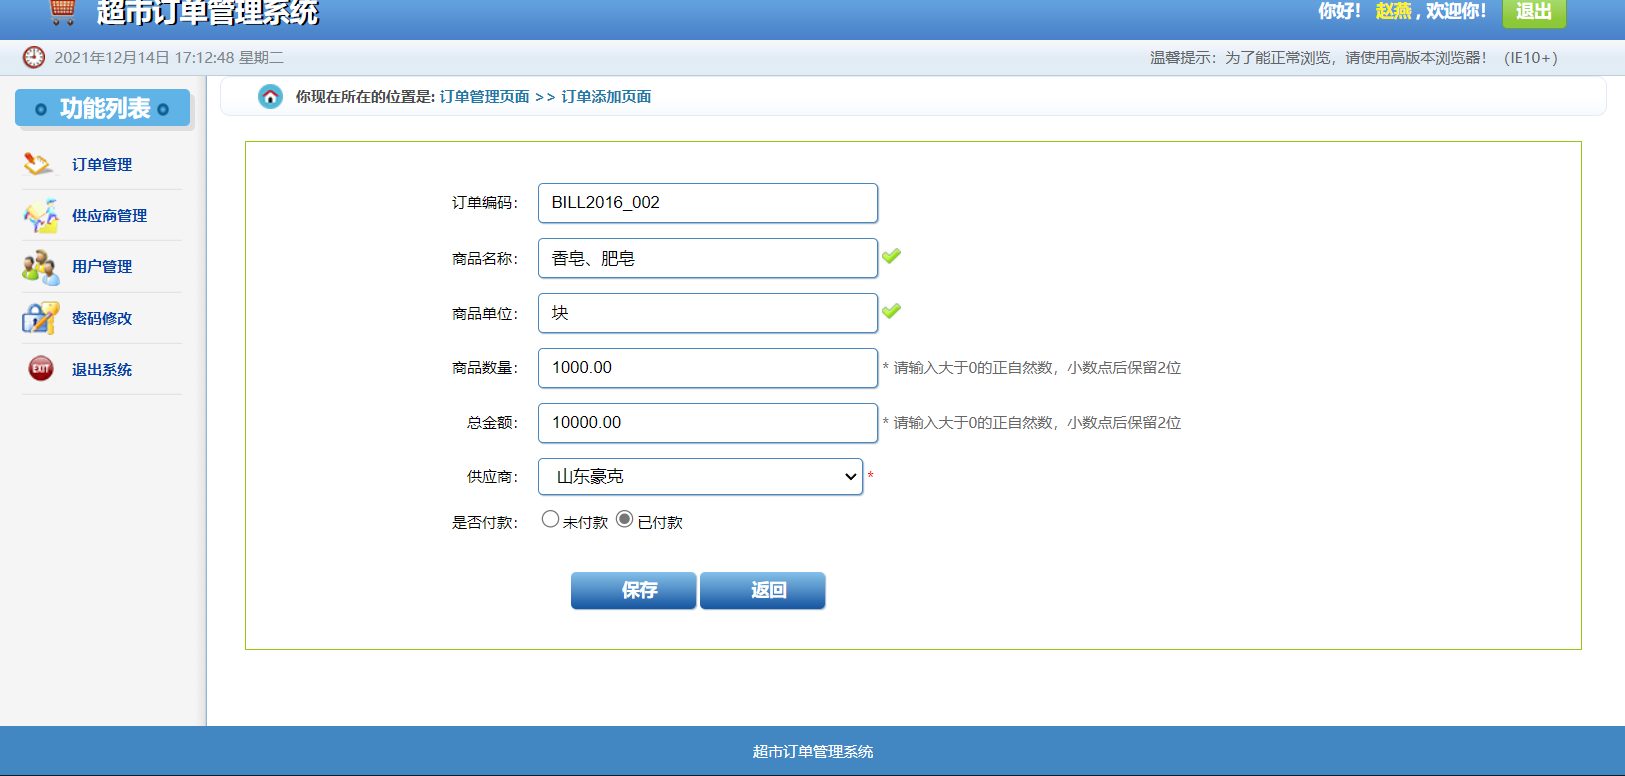 超市订单管理系统
你好！赵燕 , 欢迎你！ 退出
2021年12月14日 17:12:48 星期二
温馨提示：为了能正常浏览，请使用高版本浏览器！（IE10+）
功能列表
你现在所在的位置是: 订单管理页面 >> 订单添加页面
订单管理
供应商管理
用户管理
密码修改
EXIT 退出系统
订单编码： BILL2016_002
商品名称： 香皂、肥皂
商品单位： 块
商品数量： 1000.00 * 请输入大于0的正自然数，小数点后保留2位
总金额： 10000.00 * 请输入大于0的正自然数，小数点后保留2位
供应商： 山东豪克 *
是否付款： 未付款 已付款
保存 返回
超市订单管理系统